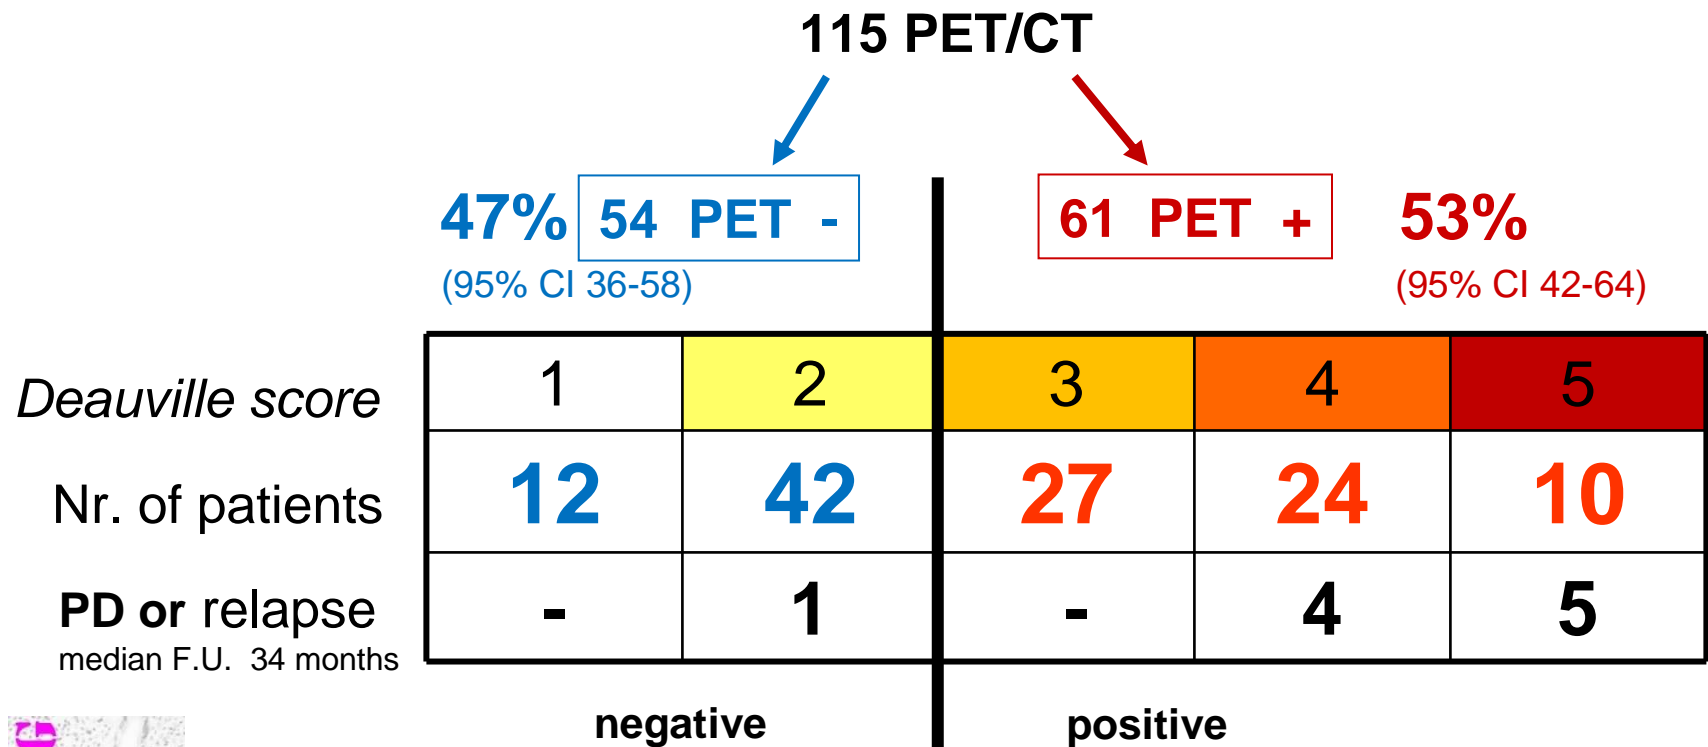 115 PET/CT
47% 54 PET - 61 PET + 53%
(95% CI 36-58) (95% CI 42-64)
Deauville score 1 2 3 4 5
Nr. of patients 12 42 27 24 10
PD or relapse - 1 - 4 5
median F.U. 34 months
negative positive